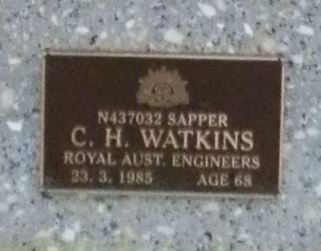 N437032 SAPPER
C. H. WATKINS
ROYAL AUST. ENGINEERS
23. 3. 1985 AGE 68